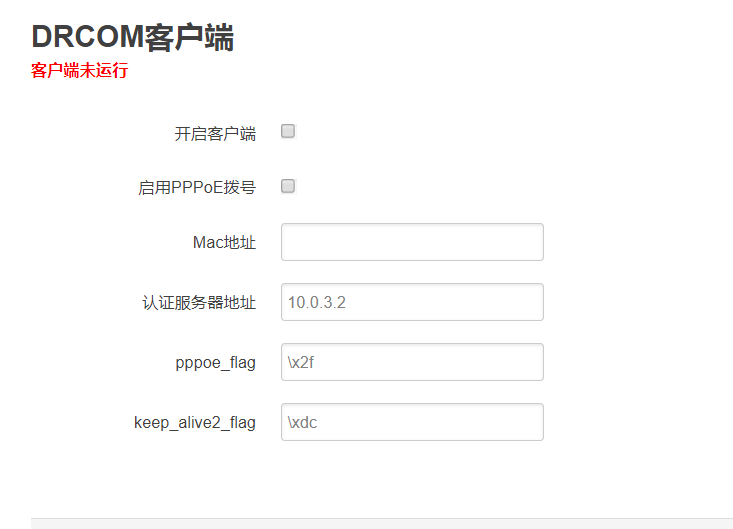 DRCOM客户端
客户端未运行
开启客户端
启用PPPoE拨号
Mac地址
认证服务器地址 10.0.3.2
pppoe_flag \x2f
keep_alive2_flag \xdc